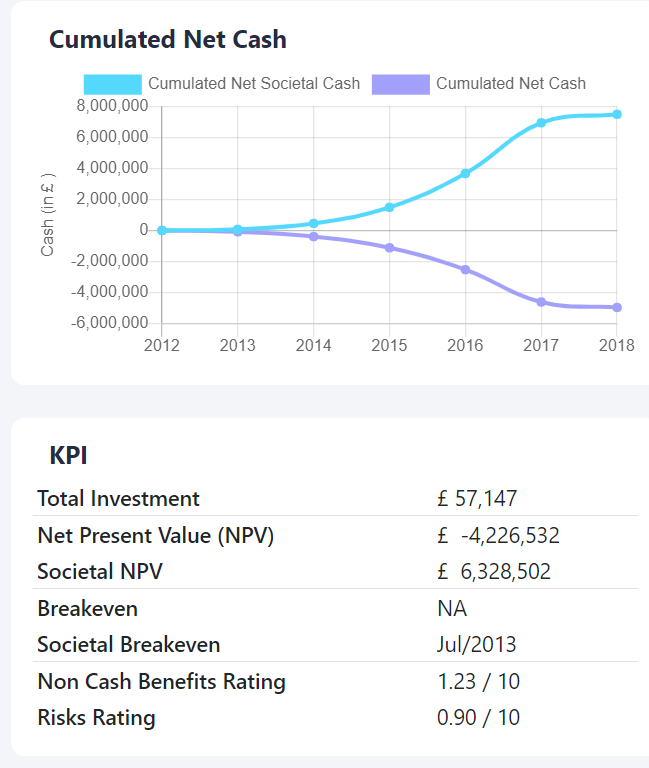 Cumulated Net Cash
Cumulated Net Societal Cash Cumulated Net Cash
8,000,000
6,000,000
4,000,000
2,000,000
0
-2,000,000
-4,000,000
-6,000,000
Cash (in £ )
2012 2013 2014 2015 2016 2017 2018
KPI
Total Investment £ 57,147
Net Present Value (NPV) £ -4,226,532
Societal NPV £ 6,328,502
Breakeven NA
Societal Breakeven Jul/2013
Non Cash Benefits Rating 1.23 / 10
Risks Rating 0.90 / 10